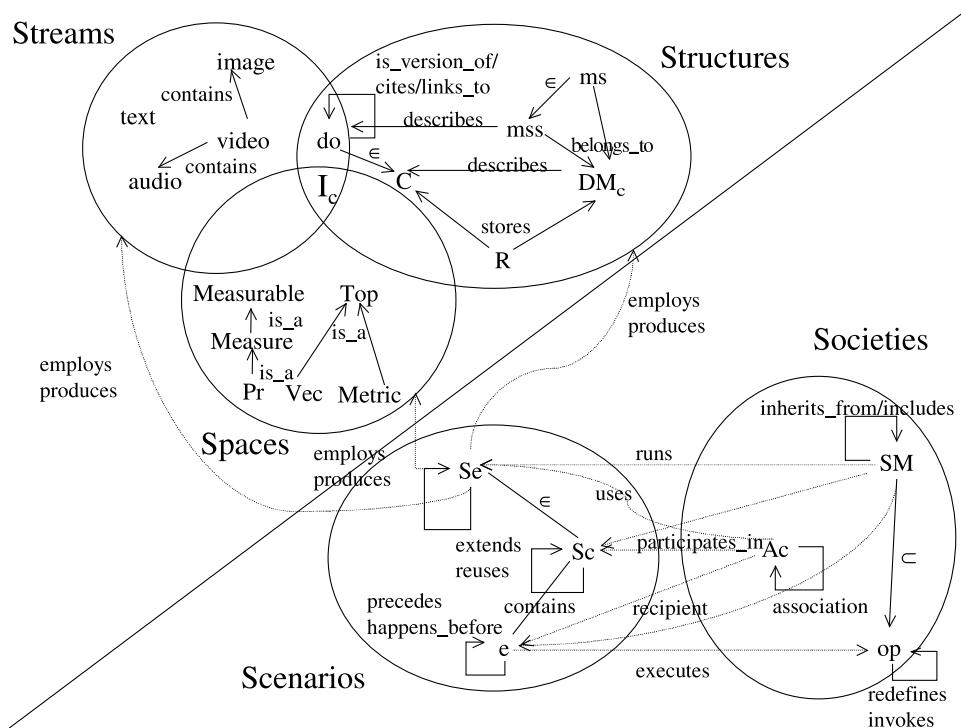 Streams
image
contains
text
video
contains
audio
is_version_of/
cites/links_to
Structures
ms
∈
describes
mss
belongs_to
do
∈
C
describes
DM_c
I_c
stores
R
Measurable
Top
is_a
is_a
Measure
is_a
Pr
Vec
Metric
Spaces
employs
produces
employs
produces
employs
produces
Societies
inherits_from/includes
SM
runs
Se
uses
∈
extends
reuses
Sc
participates_in
Ac
⊂
contains
recipient
association
precedes
happens_before
e
executes
op
redefines
invokes
Scenarios